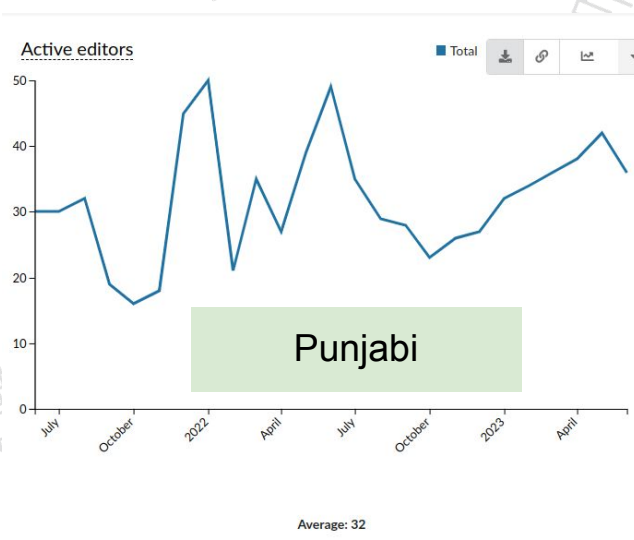 Active editors
Total
50
40
30
20
10
0
July
October
2022
April
July
October
2023
April
Punjabi
Average: 32